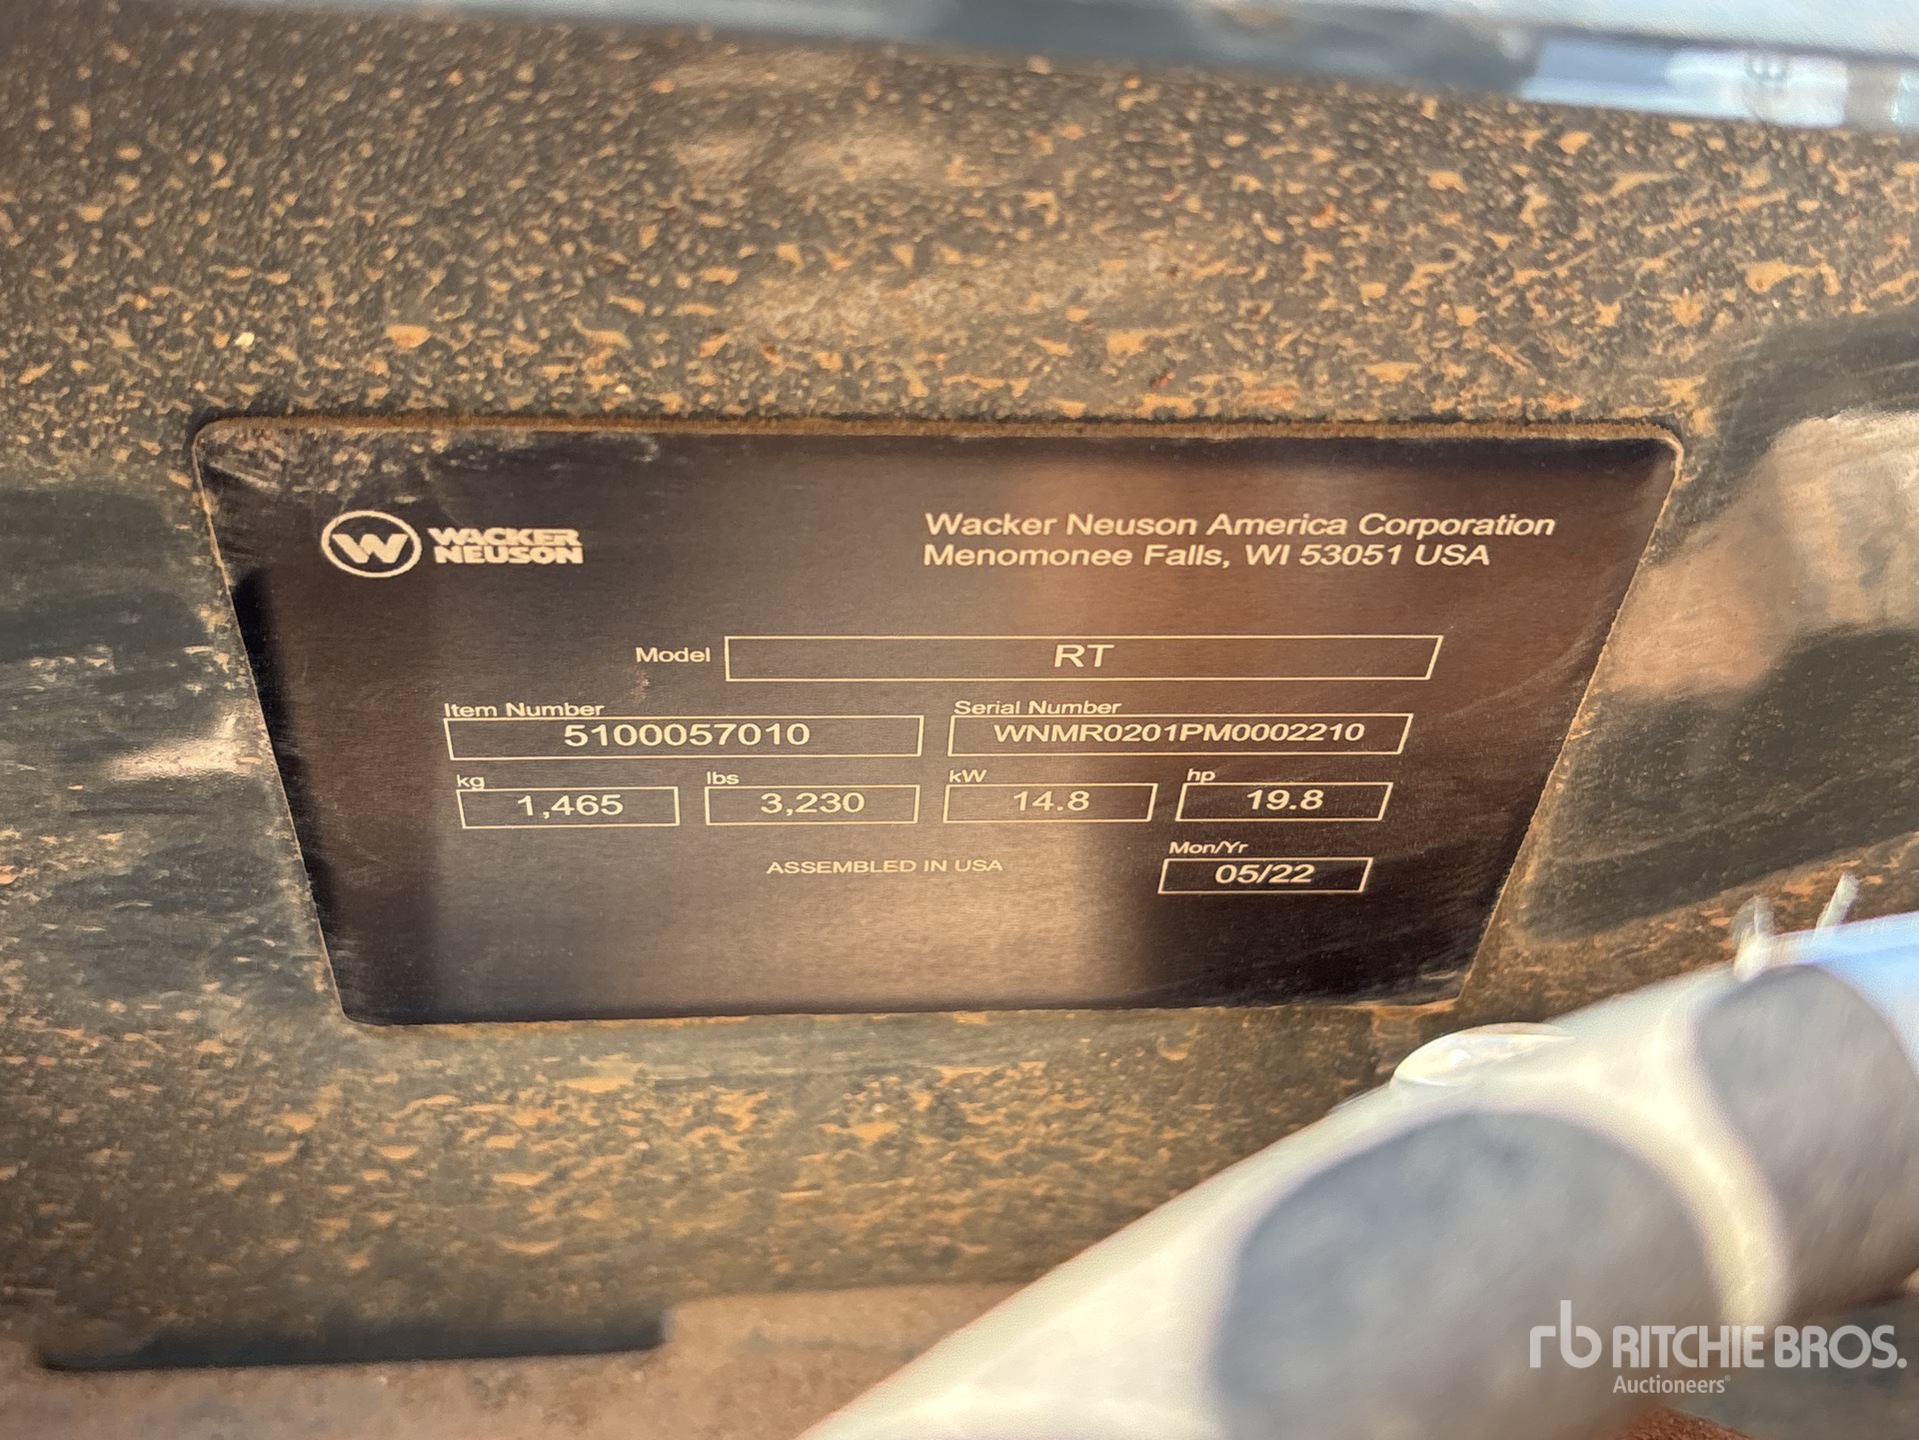 WACKER
NEUSON
Wacker Neuson America Corporation
Menomonee Falls, WI 53051 USA
Model RT
Item Number
5100057010
Serial Number
WNMR0201PM0002210
kg
1,465
lbs
3,230
kW
14.8
hp
19.8
ASSEMBLED IN USA
Mon/Yr
05/22
rb RITCHIE BROS.
Auctioneers®